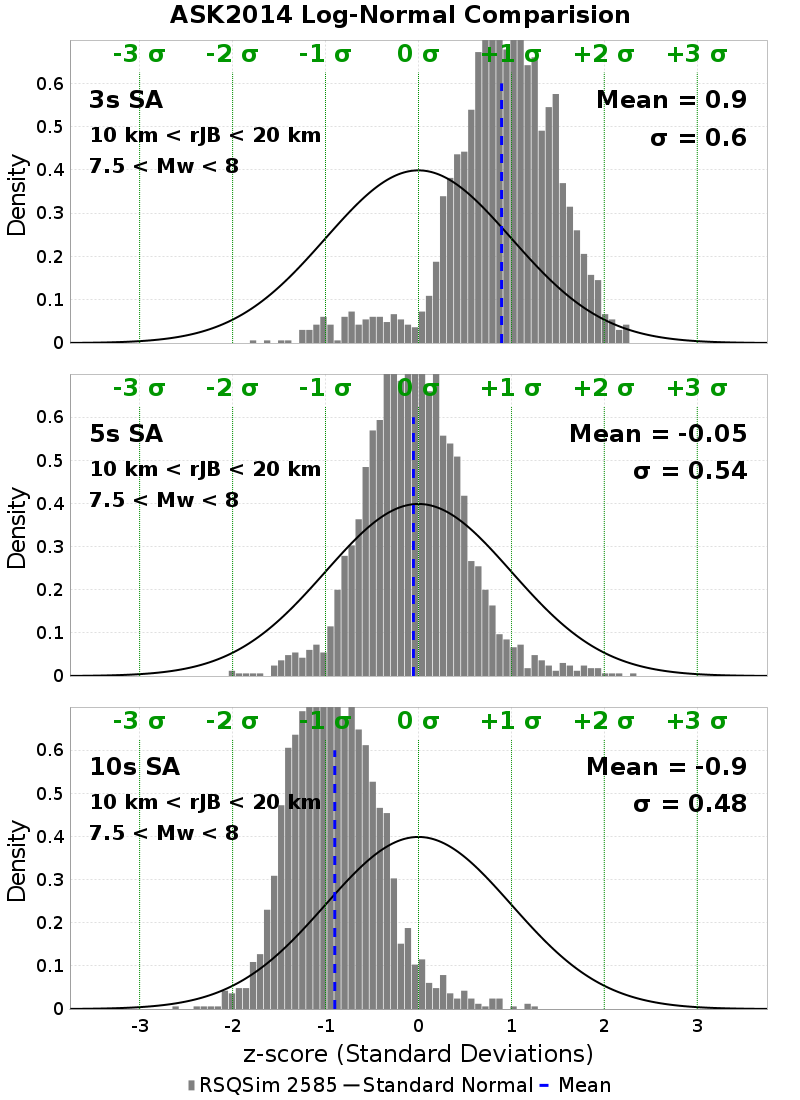 ASK2014 Log-Normal Comparision
-3 σ -2 σ -1 σ 0 σ +1 σ +2 σ +3 σ
0.6
3s SA Mean = 0.9
0.5
10 km < rJB < 20 km σ = 0.6
7.5 < Mw < 8
0.4
Density
0.3
0.2
0.1
0
-3 σ -2 σ -1 σ 0 σ +1 σ +2 σ +3 σ
0.6
5s SA Mean = -0.05
0.5
10 km < rJB < 20 km σ = 0.54
7.5 < Mw < 8
0.4
Density
0.3
0.2
0.1
0
-3 σ -2 σ -1 σ 0 σ +1 σ +2 σ +3 σ
0.6
10s SA Mean = -0.9
0.5
10 km < rJB < 20 km σ = 0.48
7.5 < Mw < 8
0.4
Density
0.3
0.2
0.1
0
-3 -2 -1 0 1 2 3
z-score (Standard Deviations)
RSQSim 2585 Standard Normal Mean